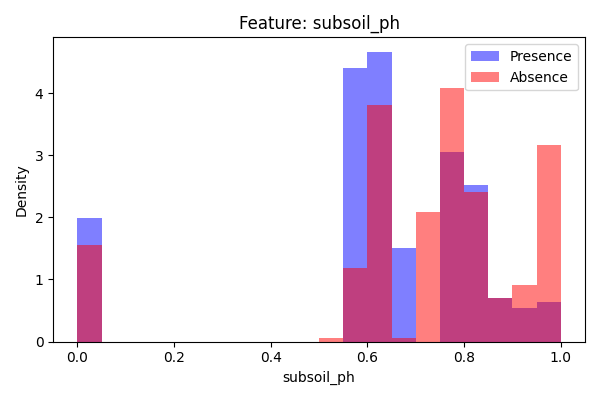 Feature: subsoil_ph
Presence
Absence
Density
4
3
2
1
0
0.0 0.2 0.4 0.6 0.8 1.0
subsoil_ph